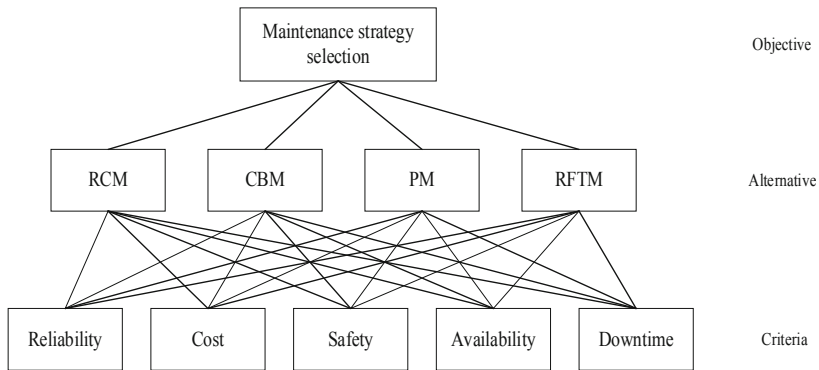 Maintenance strategy
selection
Objective
RCM
CBM
PM
RFTM
Alternative
Reliability
Cost
Safety
Availability
Downtime
Criteria